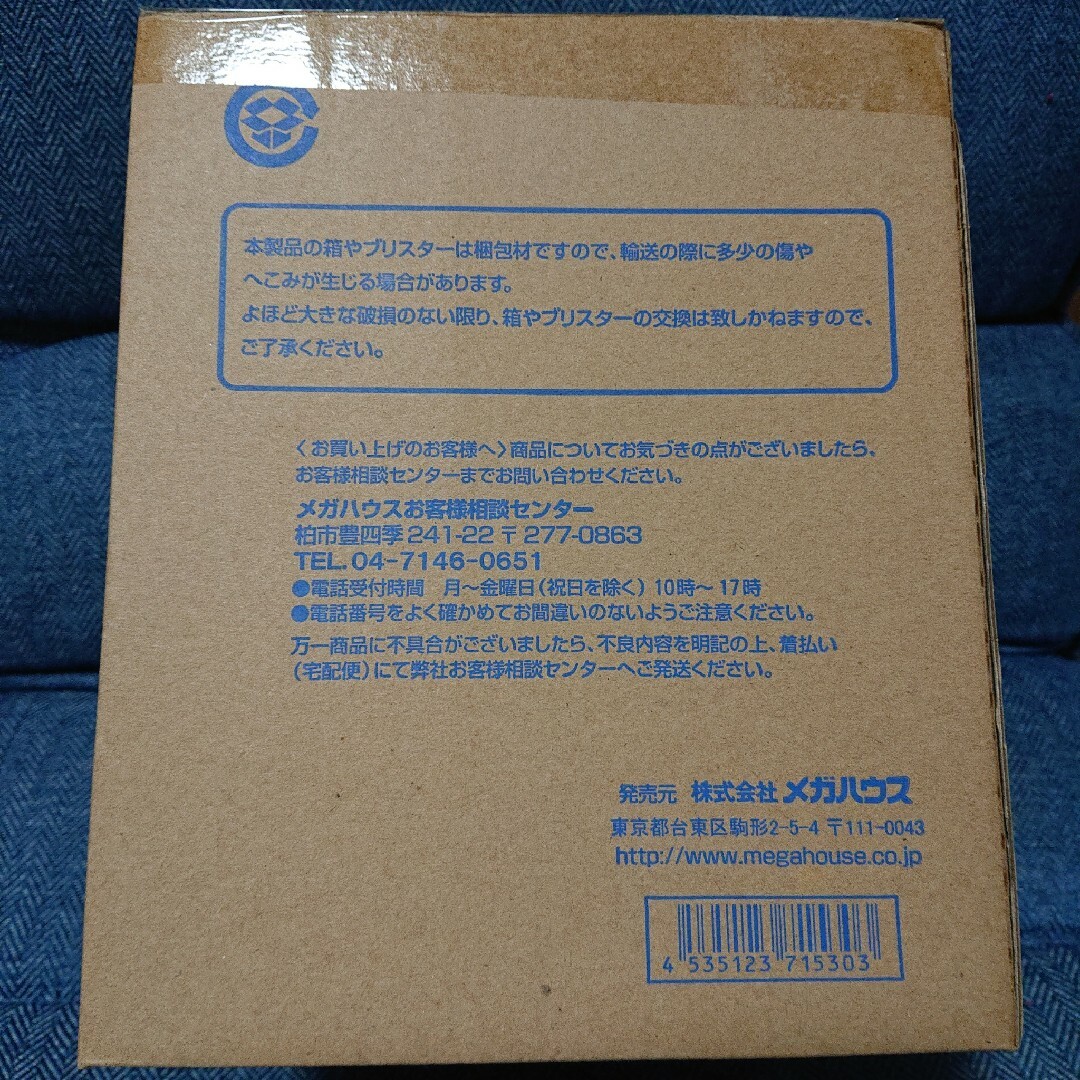 本製品の箱やブリスターは梱包材ですので、輸送の際に多少の傷や
へこみが生じる場合があります。
よほど大きな破損のない限り、箱やブリスターの交換は致しかねますので、
ご了承ください。
〈お買い上げのお客様へ〉商品についてお気づきの点がございましたら、
お客様相談センターまでお問い合わせください。
メガハウスお客様相談センター
柏市豊四季241-22 〒277-0863
TEL.04-7146-0651
●電話受付時間　月〜金曜日(祝日を除く) 10時〜17時
●電話番号をよく確かめてお間違いのないようご注意ください。
万一商品に不具合がございましたら、不良内容を明記の上、着払い
(宅配便)にて弊社お客様相談センターへご発送ください。
発売元 株式会社メガハウス
東京都台東区駒形2-5-4 〒111-0043
http://www.megahouse.co.jp
4 535123 715303